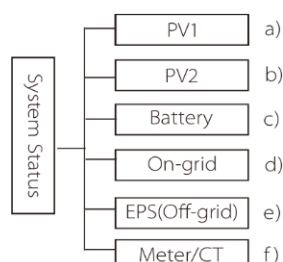 System Status
PV1 a)
PV2 b)
Battery c)
On-grid d)
EPS(Off-grid) e)
Meter/CT f)